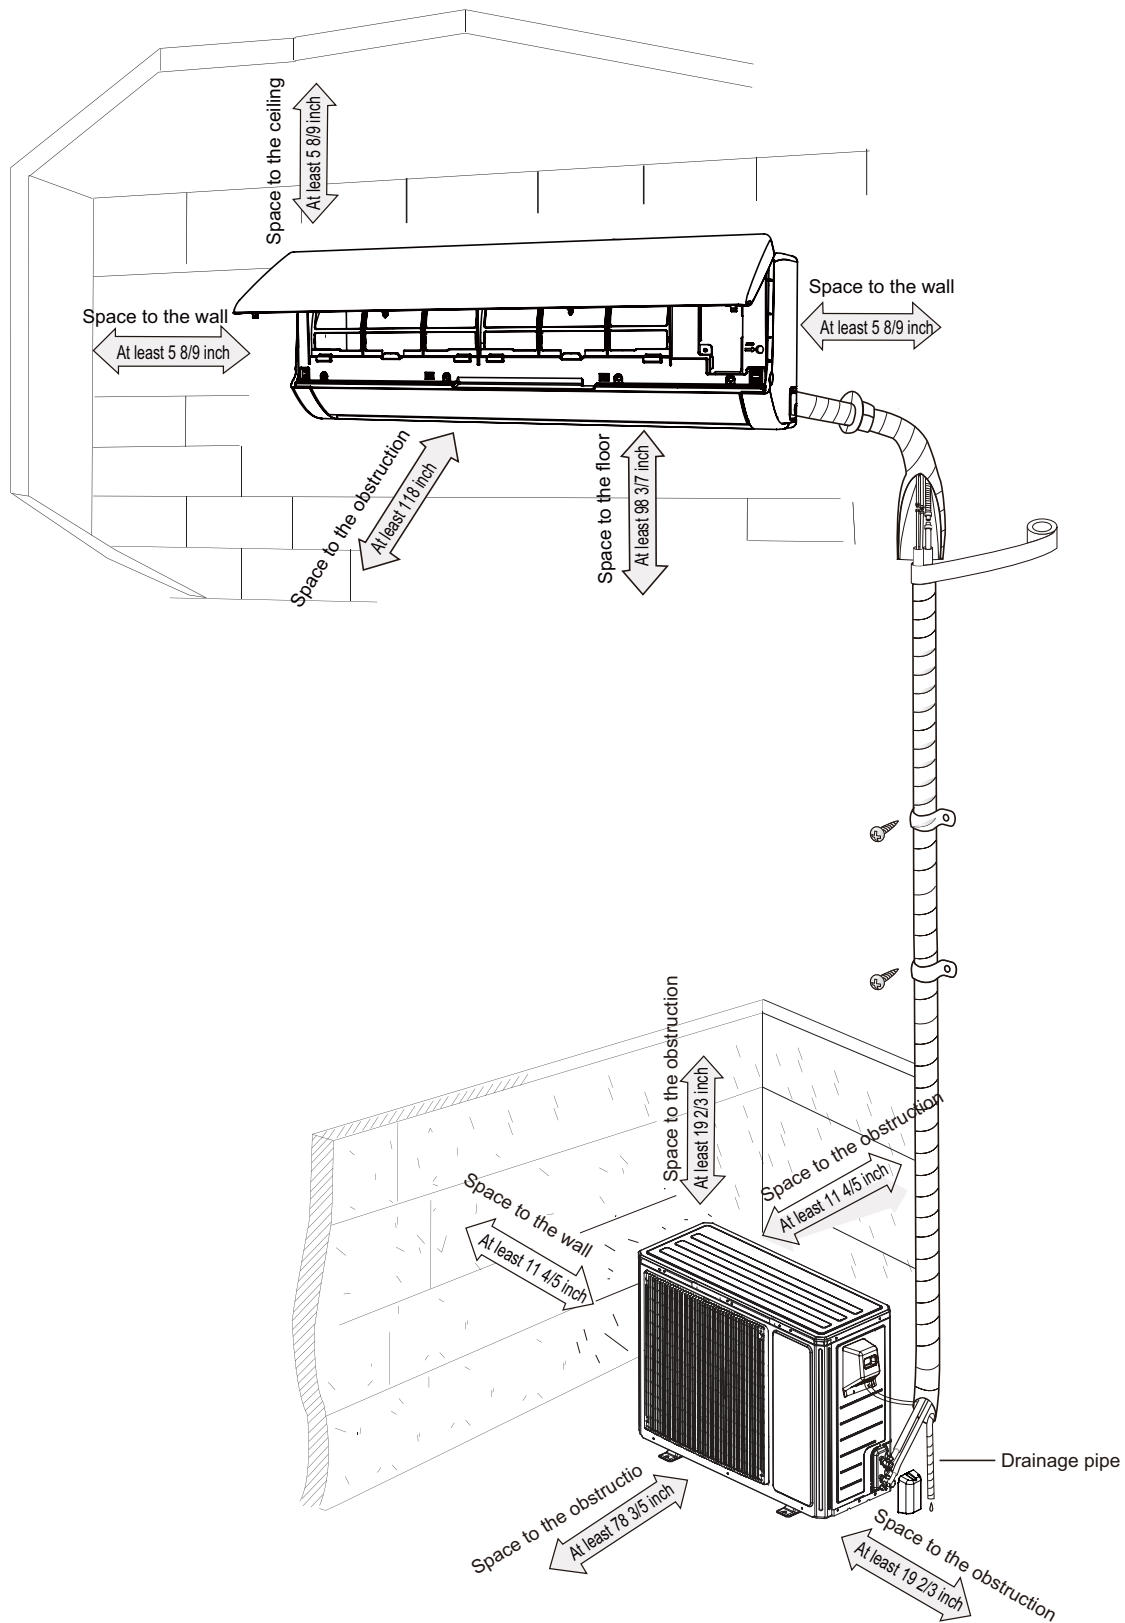 Space to the ceiling
At least 5 8/9 inch
Space to the wall
At least 5 8/9 inch
Space to the wall
At least 5 8/9 inch
Space to the obstruction
At least 118 inch
Space to the floor
At least 98 3/7 inch
Space to the obstruction
At least 19 2/3 inch
Space to the obstruction
At least 11 4/5 inch
Space to the wall
At least 11 4/5 inch
Drainage pipe
Space to the obstructio
At least 78 3/5 inch
Space to the obstruction
At least 19 2/3 inch